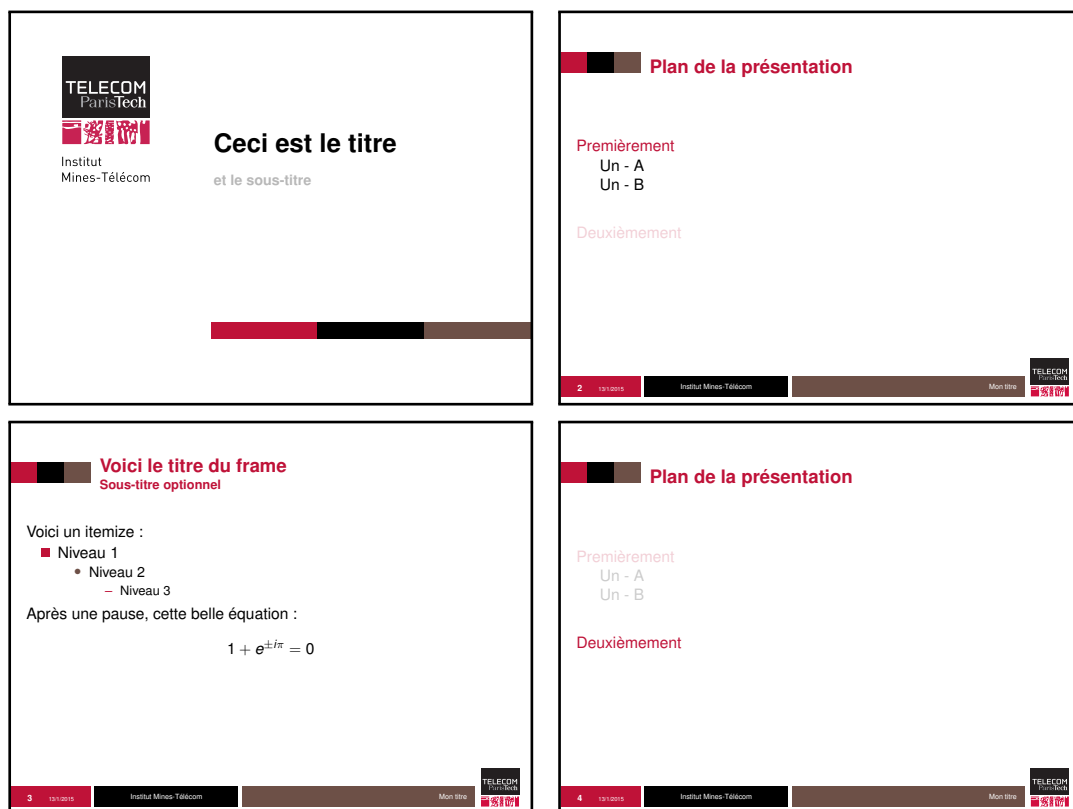 TELECOM
ParisTech
Institut
Mines-Télécom
Ceci est le titre
et le sous-titre
Plan de la présentation
Premièrement
Un - A
Un - B
Deuxièmement
2 13/1/2015 Institut Mines-Télécom Mon titre
TELECOM
ParisTech
Voici le titre du frame
Sous-titre optionnel
Voici un itemize :
Niveau 1
• Niveau 2
– Niveau 3
Après une pause, cette belle équation :
1 + e^{±iπ} = 0
3 13/1/2015 Institut Mines-Télécom Mon titre
TELECOM
ParisTech
Plan de la présentation
Premièrement
Un - A
Un - B
Deuxièmement
4 13/1/2015 Institut Mines-Télécom Mon titre
TELECOM
ParisTech